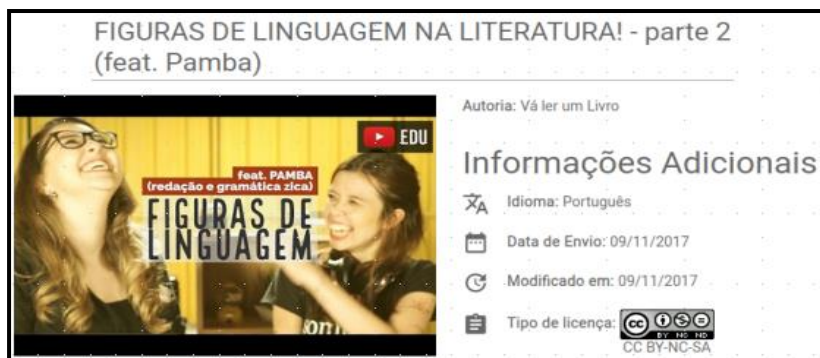 FIGURAS DE LINGUAGEM NA LITERATURA! - parte 2
(feat. Pamba)
EDU
feat. PAMBA
(redação e gramática zica)
FIGURAS DE
LINGUAGEM
Autoria: Vá ler um Livro
Informações Adicionais
Idioma: Português
Data de Envio: 09/11/2017
Modificado em: 09/11/2017
Tipo de licença:
cc
BY NC ND
CC BY-NC-SA